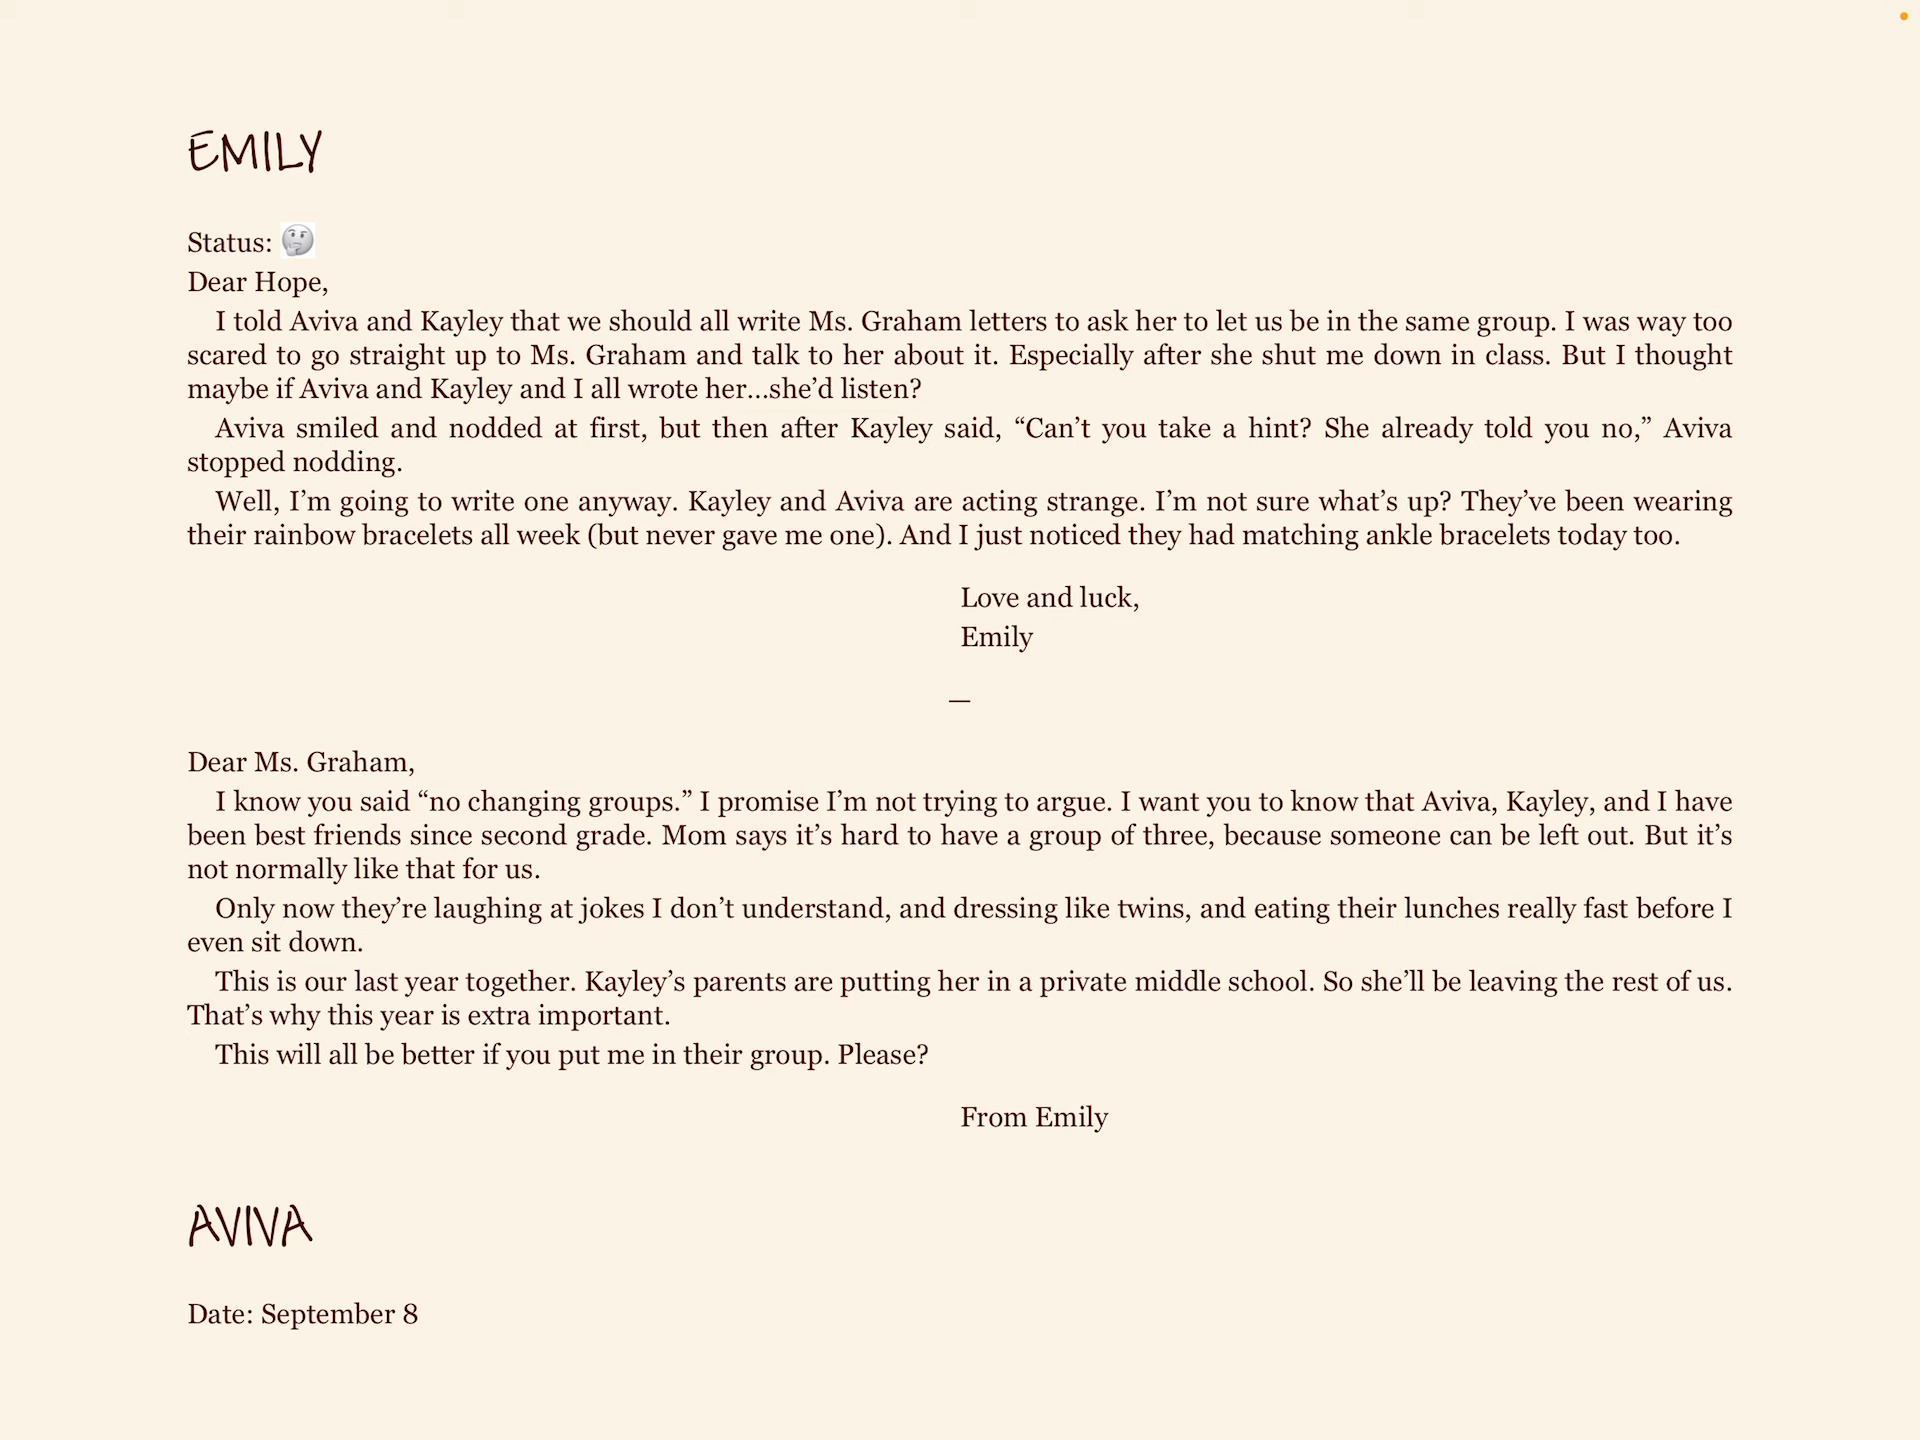 EMILY
Status: 🤔
Dear Hope,
I told Aviva and Kayley that we should all write Ms. Graham letters to ask her to let us be in the same group. I was way too
scared to go straight up to Ms. Graham and talk to her about it. Especially after she shut me down in class. But I thought
maybe if Aviva and Kayley and I all wrote her…she’d listen?
Aviva smiled and nodded at first, but then after Kayley said, “Can’t you take a hint? She already told you no,” Aviva
stopped nodding.
Well, I’m going to write one anyway. Kayley and Aviva are acting strange. I’m not sure what’s up? They’ve been wearing
their rainbow bracelets all week (but never gave me one). And I just noticed they had matching ankle bracelets today too.
Love and luck,
Emily
—
Dear Ms. Graham,
I know you said “no changing groups.” I promise I’m not trying to argue. I want you to know that Aviva, Kayley, and I have
been best friends since second grade. Mom says it’s hard to have a group of three, because someone can be left out. But it’s
not normally like that for us.
Only now they’re laughing at jokes I don’t understand, and dressing like twins, and eating their lunches really fast before I
even sit down.
This is our last year together. Kayley’s parents are putting her in a private middle school. So she’ll be leaving the rest of us.
That’s why this year is extra important.
This will all be better if you put me in their group. Please?
From Emily
AVIVA
Date: September 8